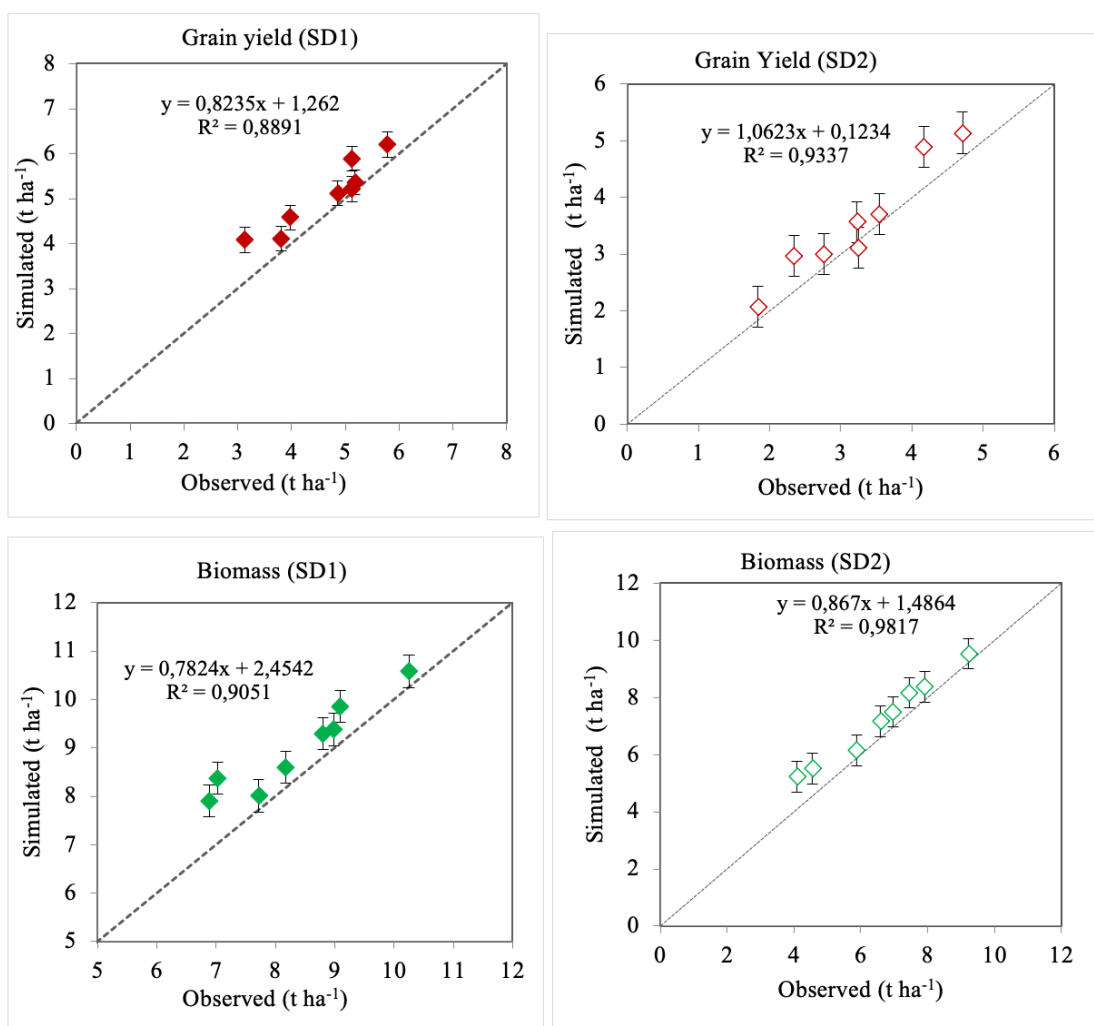 Grain yield (SD1)
y = 0,8235x + 1,262
R² = 0,8891
Simulated (t ha⁻¹)
8
7
6
5
4
3
2
1
0
0 1 2 3 4 5 6 7 8
Observed (t ha⁻¹)
Grain Yield (SD2)
y = 1,0623x + 0,1234
R² = 0,9337
Simulated (t ha⁻¹)
6
5
4
3
2
1
0
0 1 2 3 4 5 6
Observed (t ha⁻¹)
Biomass (SD1)
y = 0,7824x + 2,4542
R² = 0,9051
Simulated (t ha⁻¹)
12
11
10
9
8
7
6
5
5 6 7 8 9 10 11 12
Observed (t ha⁻¹)
Biomass (SD2)
y = 0,867x + 1,4864
R² = 0,9817
Simulated (t ha⁻¹)
12
10
8
6
4
2
0
0 2 4 6 8 10 12
Observed (t ha⁻¹)